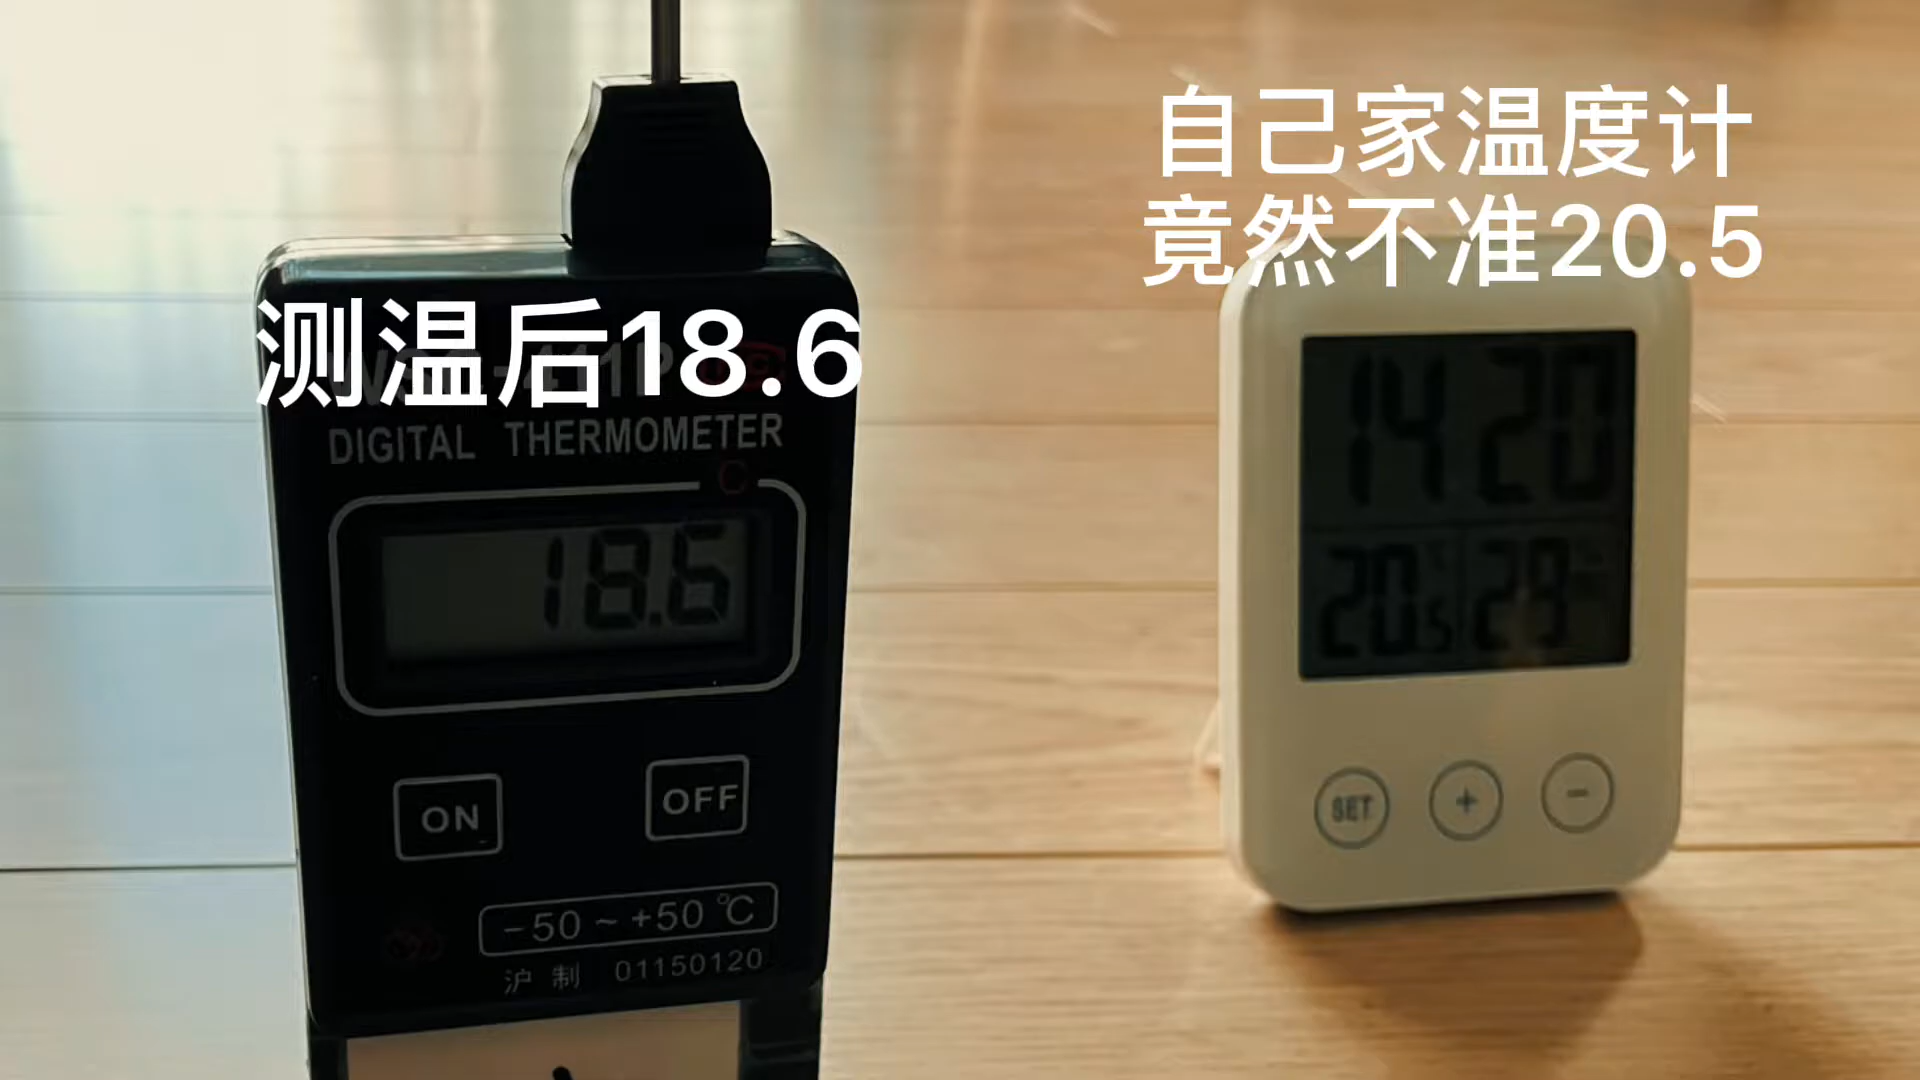 自己家温度计
竟然不准20.5
测温后18.6
DIGITAL THERMOMETER
C
18.6
ON
OFF
-50～+50℃
沪制 01150120
14 20
20.5
29
SET
+
-